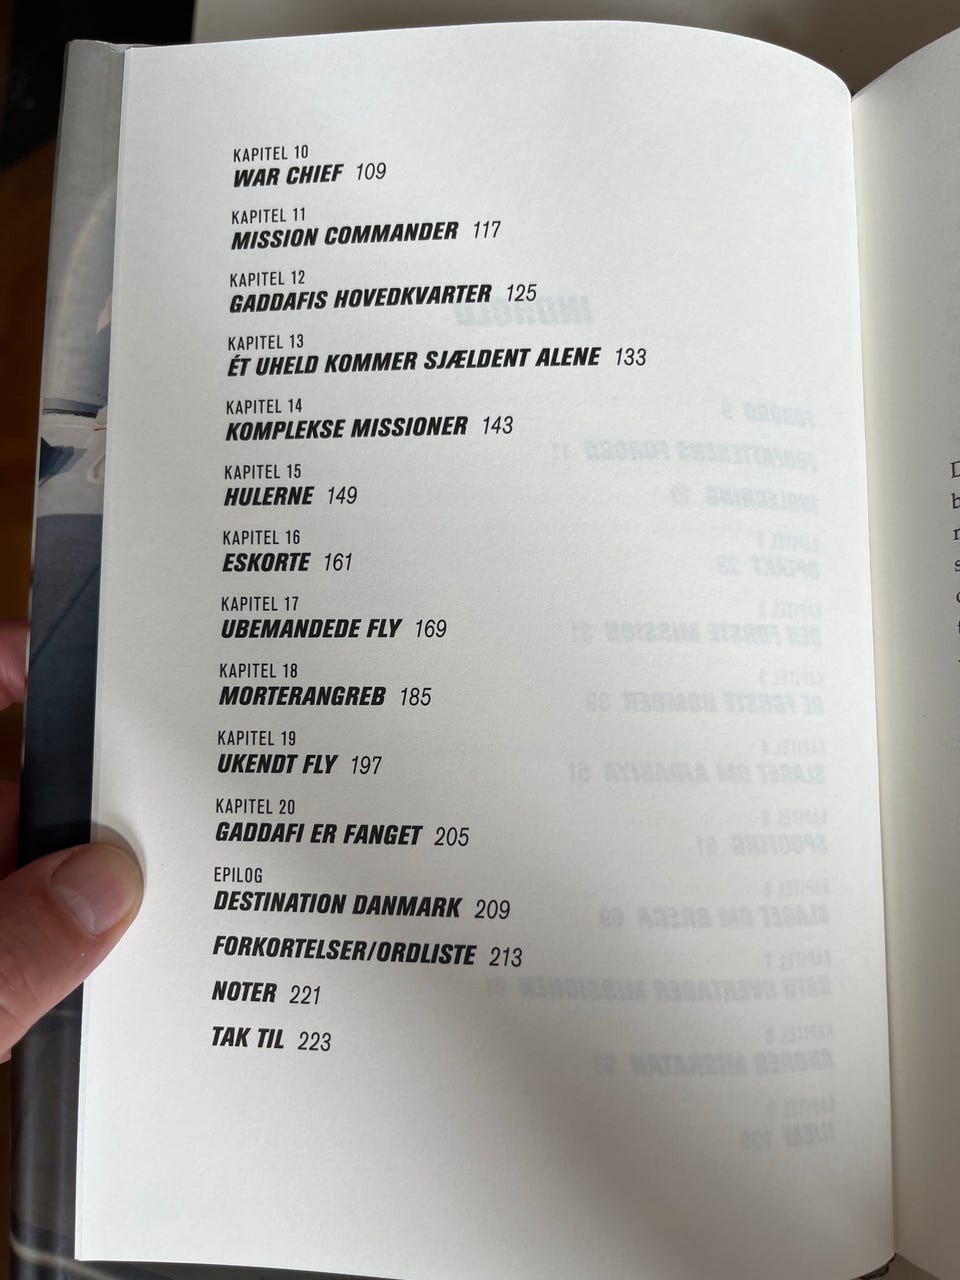 KAPITEL 10
WAR CHIEF 109
KAPITEL 11
MISSION COMMANDER 117
KAPITEL 12
GADDAFIS HOVEDKVARTER 125
KAPITEL 13
ÉT UHELD KOMMER SJÆLDENT ALENE 133
KAPITEL 14
KOMPLEKSE MISSIONER 143
KAPITEL 15
HULERNE 149
KAPITEL 16
ESKORTE 161
KAPITEL 17
UBEMANDEDE FLY 169
KAPITEL 18
MORTERANGREB 185
KAPITEL 19
UKENDT FLY 197
KAPITEL 20
GADDAFI ER FANGET 205
EPILOG
DESTINATION DANMARK 209
FORKORTELSER/ORDLISTE 213
NOTER 221
TAK TIL 223